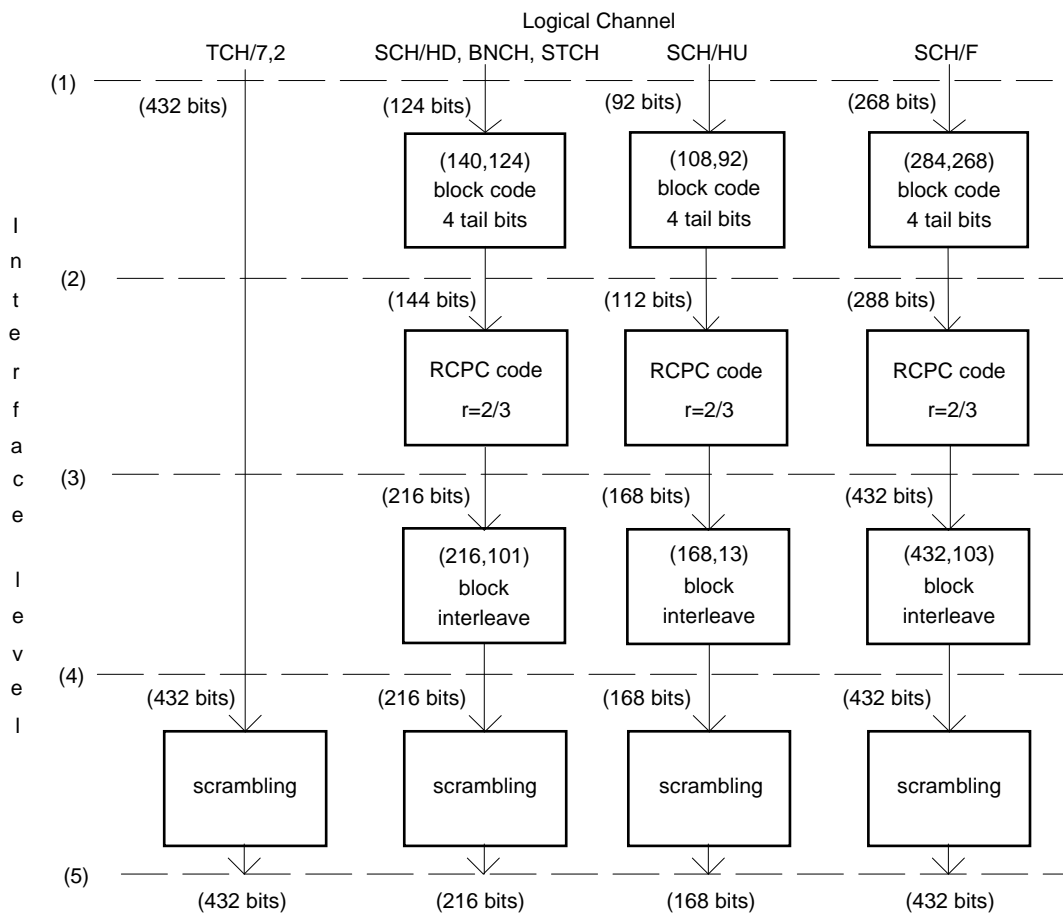 Logical Channel
TCH/7,2 SCH/HD, BNCH, STCH SCH/HU SCH/F
(1)
(432 bits) (124 bits) (92 bits) (268 bits)
(140,124) (108,92) (284,268)
block code block code block code
4 tail bits 4 tail bits 4 tail bits
(2)
(144 bits) (112 bits) (288 bits)
RCPC code RCPC code RCPC code
r=2/3 r=2/3 r=2/3
(3)
(216 bits) (168 bits) (432 bits)
(216,101) (168,13) (432,103)
block block block
interleave interleave interleave
(4)
(432 bits) (216 bits) (168 bits) (432 bits)
scrambling scrambling scrambling scrambling
(5)
(432 bits) (216 bits) (168 bits) (432 bits)
Interface level